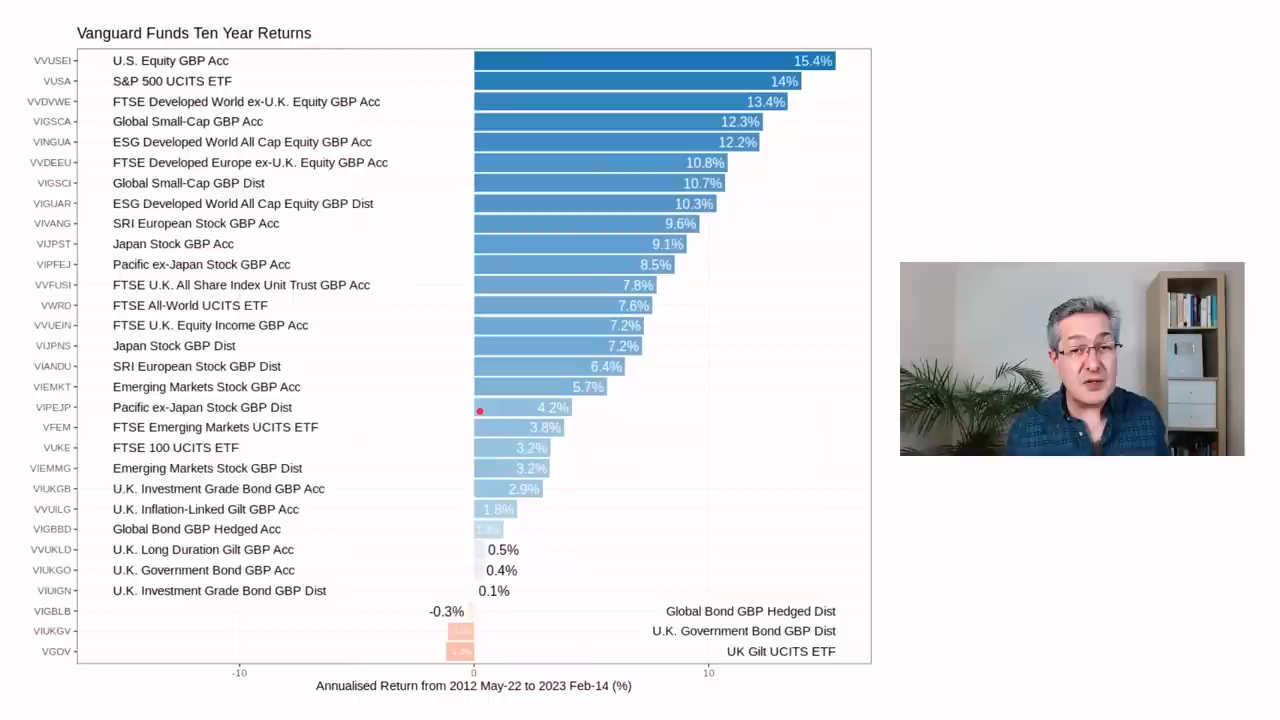 Vanguard Funds Ten Year Returns
VVUSEI U.S. Equity GBP Acc 15.4%
VUSA S&P 500 UCITS ETF 14%
VVDVWE FTSE Developed World ex-U.K. Equity GBP Acc 13.4%
VIGSCA Global Small-Cap GBP Acc 12.3%
VINGUA ESG Developed World All Cap Equity GBP Acc 12.2%
VVDEEU FTSE Developed Europe ex-U.K. Equity GBP Acc 10.8%
VIGSCI Global Small-Cap GBP Dist 10.7%
VIGUAR ESG Developed World All Cap Equity GBP Dist 10.3%
VIVANG SRI European Stock GBP Acc 9.6%
VIJPST Japan Stock GBP Acc 9.1%
VIPFEJ Pacific ex-Japan Stock GBP Acc 8.5%
VVFUSI FTSE U.K. All Share Index Unit Trust GBP Acc 7.8%
VWRD FTSE All-World UCITS ETF 7.6%
VVUEIN FTSE U.K. Equity Income GBP Acc 7.2%
VIJPNS Japan Stock GBP Dist 7.2%
VIANDU SRI European Stock GBP Dist 6.4%
VIEMKT Emerging Markets Stock GBP Acc 5.7%
VIPEJP Pacific ex-Japan Stock GBP Dist 4.2%
VFEM FTSE Emerging Markets UCITS ETF 3.8%
VUKE FTSE 100 UCITS ETF 3.2%
VIEMMG Emerging Markets Stock GBP Dist 3.2%
VIUKGB U.K. Investment Grade Bond GBP Acc 2.9%
VVUILG U.K. Inflation-Linked Gilt GBP Acc 1.8%
VIGBBD Global Bond GBP Hedged Acc
VVUKLD U.K. Long Duration Gilt GBP Acc 0.5%
VIUKGO U.K. Government Bond GBP Acc 0.4%
VIUIGN U.K. Investment Grade Bond GBP Dist 0.1%
VIGBLB -0.3% Global Bond GBP Hedged Dist
VIUKGV U.K. Government Bond GBP Dist
VGOV UK Gilt UCITS ETF
-10 0 10
Annualised Return from 2012 May-22 to 2023 Feb-14 (%)